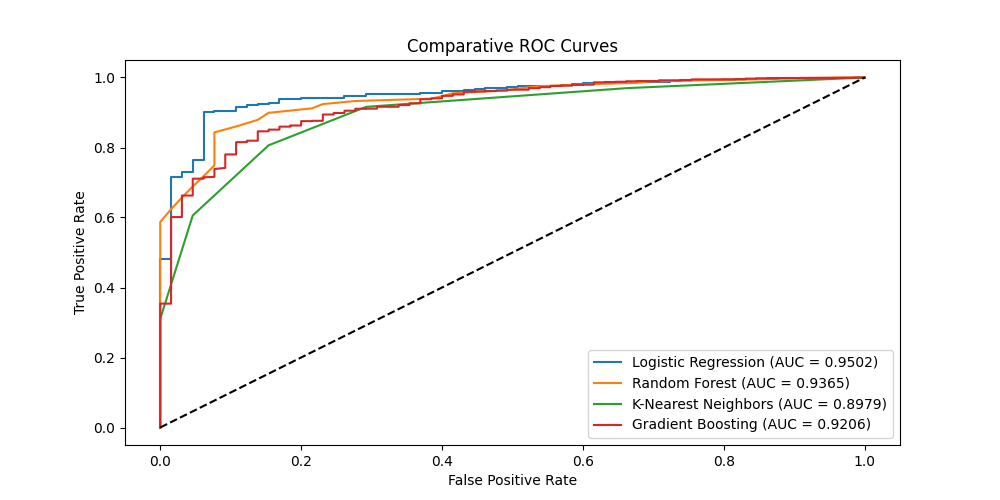 Comparative ROC Curves
True Positive Rate
1.0
0.8
0.6
0.4
0.2
0.0
Logistic Regression (AUC = 0.9502)
Random Forest (AUC = 0.9365)
K-Nearest Neighbors (AUC = 0.8979)
Gradient Boosting (AUC = 0.9206)
0.0 0.2 0.4 0.6 0.8 1.0
False Positive Rate